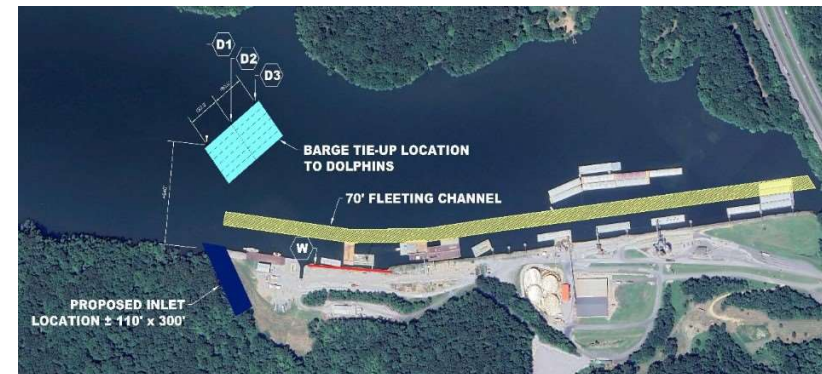 D1
D2
D3
BARGE TIE-UP LOCATION
TO DOLPHINS
70' FLEETING CHANNEL
W
PROPOSED INLET
LOCATION ± 110' x 300'